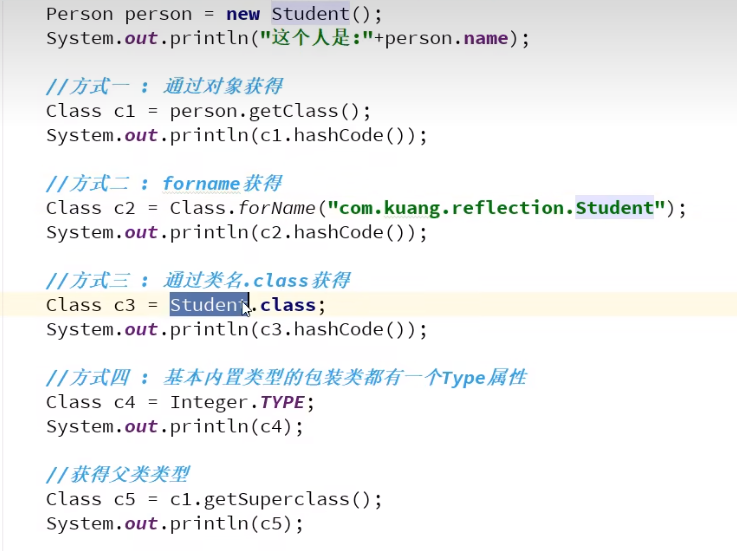 Person person = new Student();
System.out.println("这个人是:"+person.name);
//方式一 : 通过对象获得
Class c1 = person.getClass();
System.out.println(c1.hashCode());
//方式二 : forname获得
Class c2 = Class.forName("com.kuang.reflection.Student");
System.out.println(c2.hashCode());
//方式三 : 通过类名.class获得
Class c3 = Student.class;
System.out.println(c3.hashCode());
//方式四 : 基本内置类型的包装类都有一个Type属性
Class c4 = Integer.TYPE;
System.out.println(c4);
//获得父类类型
Class c5 = c1.getSuperclass();
System.out.println(c5);